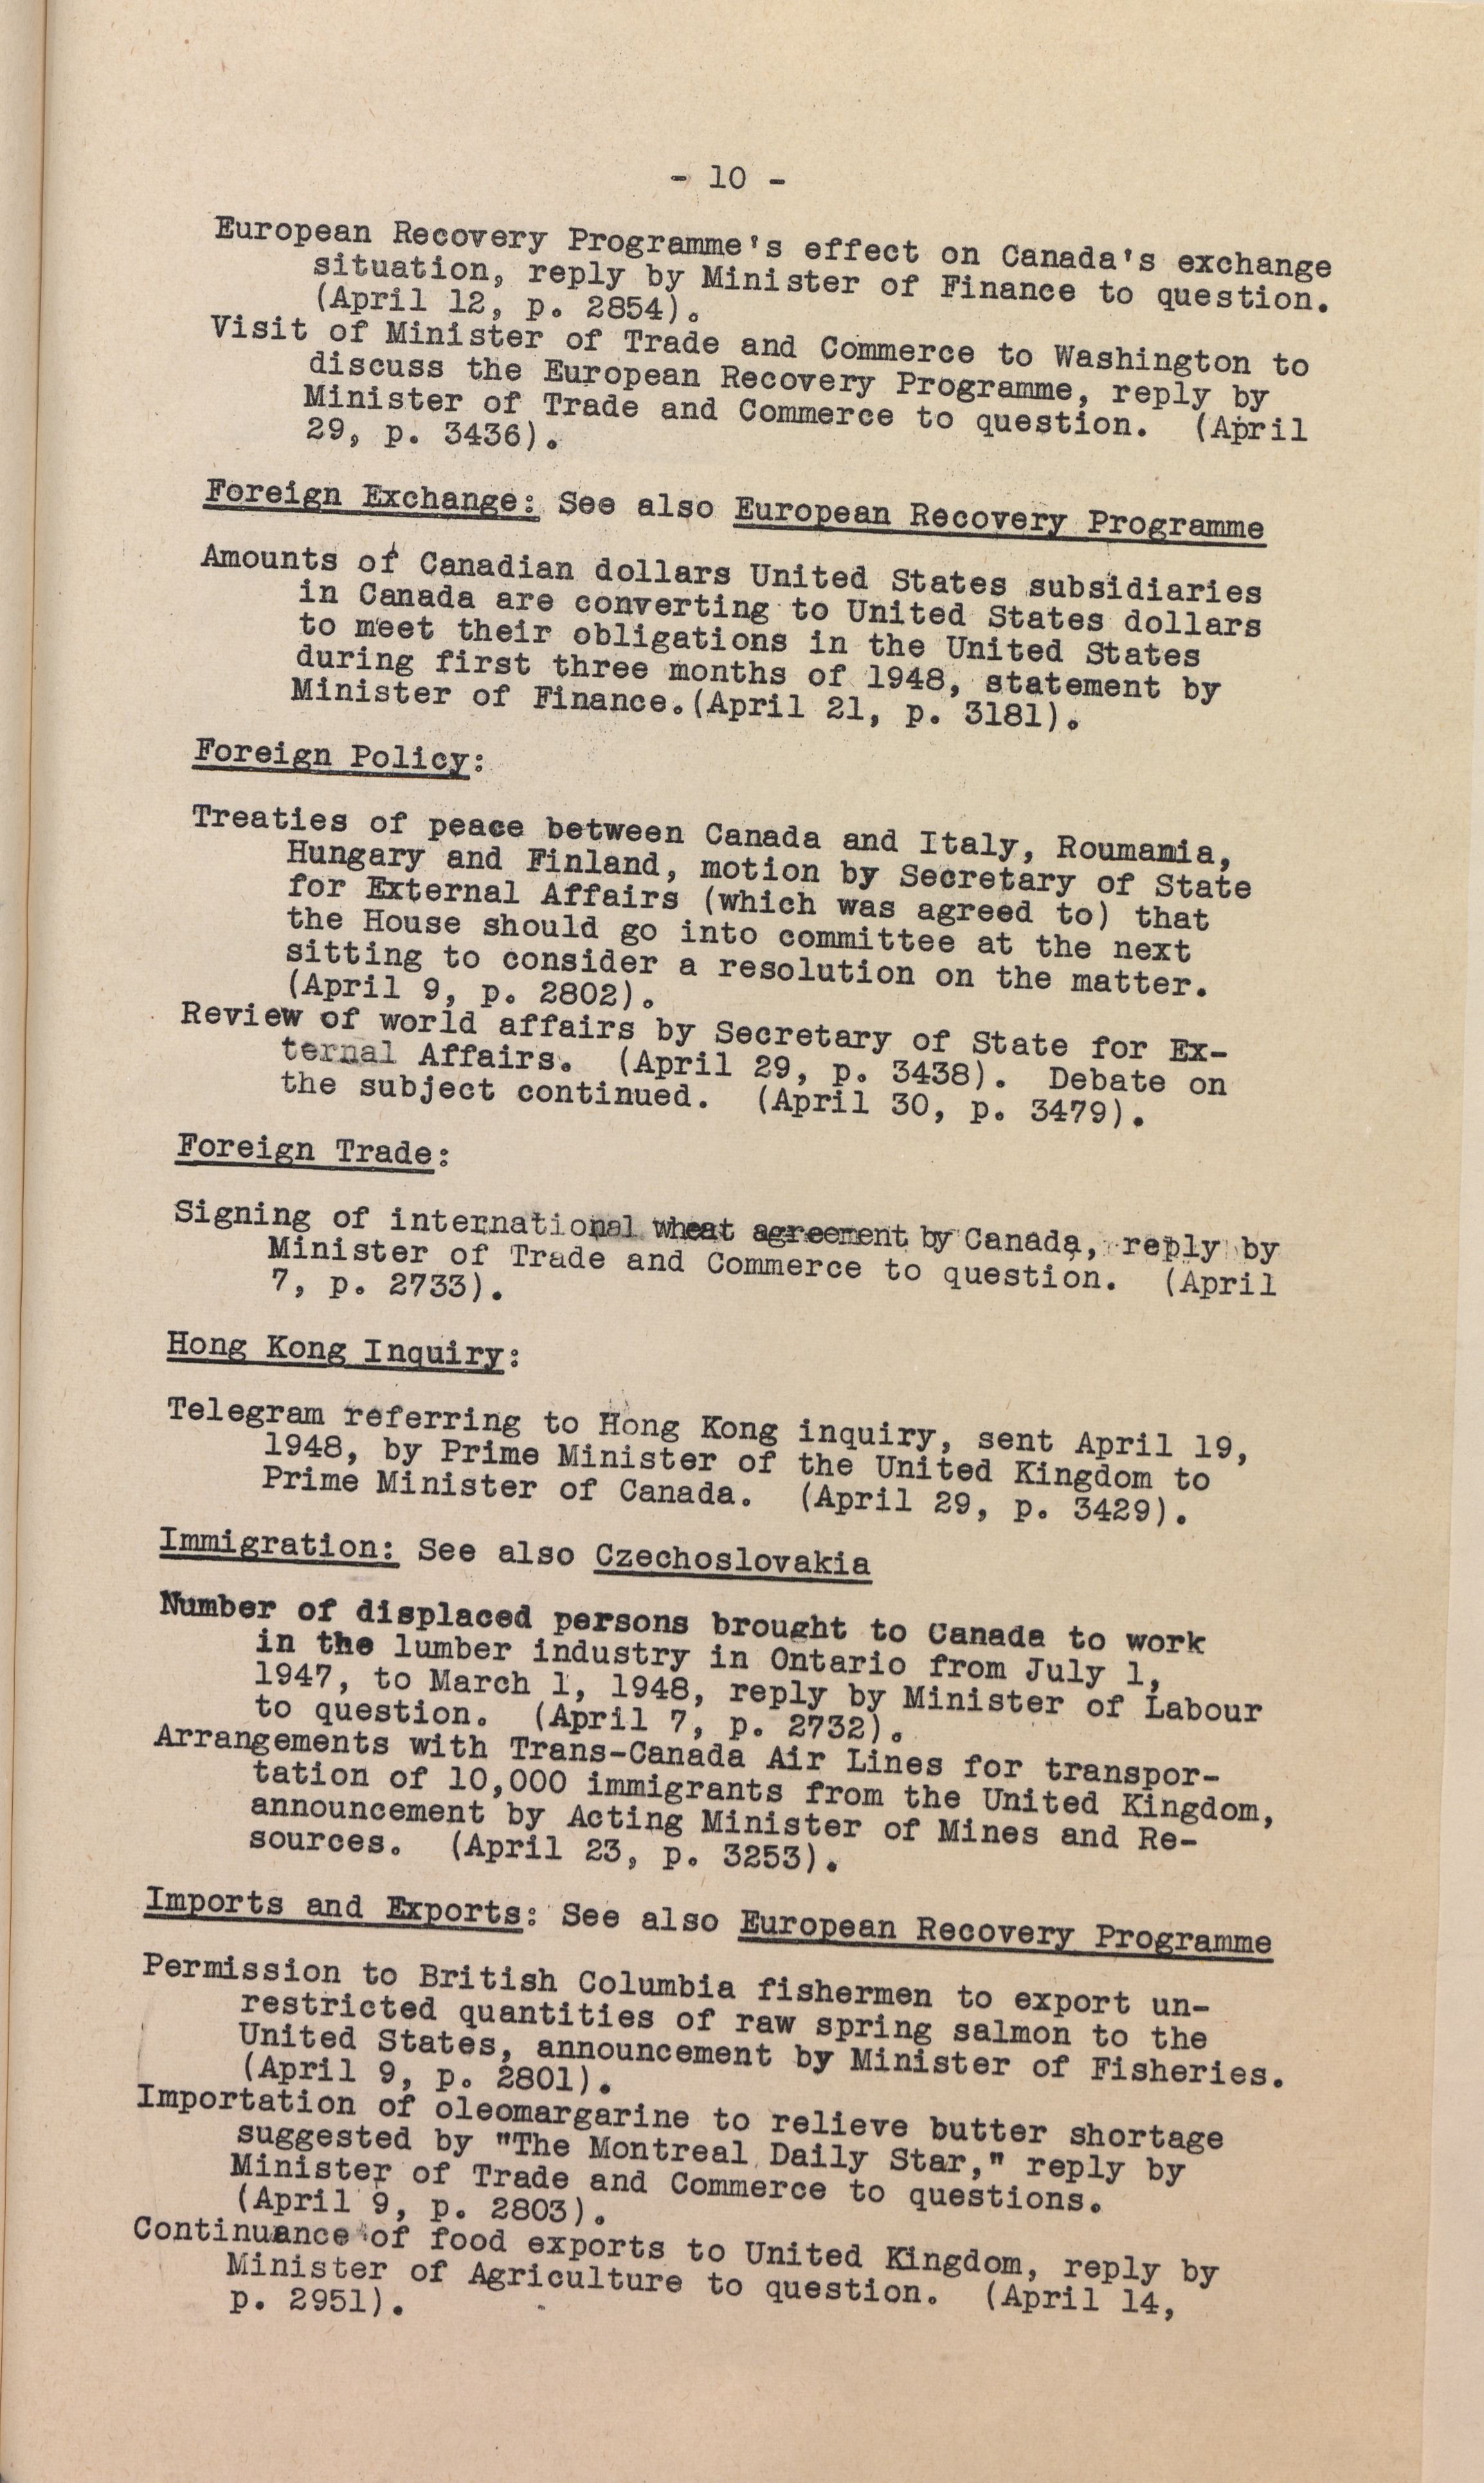 - 10 -
European Recovery Programme's effect on Canada's exchange
situation, reply by Minister of Finance to question.
(April 12, p. 2854).
Visit of Minister of Trade and Commerce to Washington to
discuss the European Recovery Programme, reply by
Minister of Trade and Commerce to question. (April
29, p. 3436).
Foreign Exchange: See also European Recovery Programme
Amounts of Canadian dollars United States subsidiaries
in Canada are converting to United States dollars
to meet their obligations in the United States
during first three months of 1948, statement by
Minister of Finance.(April 21, p. 3181).
Foreign Policy:
Treaties of peace between Canada and Italy, Roumania,
Hungary and Finland, motion by Secretary of State
for External Affairs (which was agreed to) that
the House should go into committee at the next
sitting to consider a resolution on the matter.
(April 9, p. 2802).
Review of world affairs by Secretary of State for Ex-
ternal Affairs. (April 29, p. 3438). Debate on
the subject continued. (April 30, p. 3479).
Foreign Trade:
Signing of international wheat agreement by Canada, reply by
Minister of Trade and Commerce to question. (April
7, p. 2733).
Hong Kong Inquiry:
Telegram referring to Hong Kong inquiry, sent April 19,
1948, by Prime Minister of the United Kingdom to
Prime Minister of Canada. (April 29, p. 3429).
Immigration: See also Czechoslovakia
Number of displaced persons brought to Canada to work
in the lumber industry in Ontario from July 1,
1947, to March 1, 1948, reply by Minister of Labour
to question. (April 7, p. 2732).
Arrangements with Trans-Canada Air Lines for transpor-
tation of 10,000 immigrants from the United Kingdom,
announcement by Acting Minister of Mines and Re-
sources. (April 23, p. 3253).
Imports and Exports: See also European Recovery Programme
Permission to British Columbia fishermen to export un-
restricted quantities of raw spring salmon to the
United States, announcement by Minister of Fisheries.
(April 9, p. 2801).
Importation of oleomargarine to relieve butter shortage
suggested by "The Montreal Daily Star," reply by
Minister of Trade and Commerce to questions.
(April 9, p. 2803).
Continuance of food exports to United Kingdom, reply by
Minister of Agriculture to question. (April 14,
p. 2951).